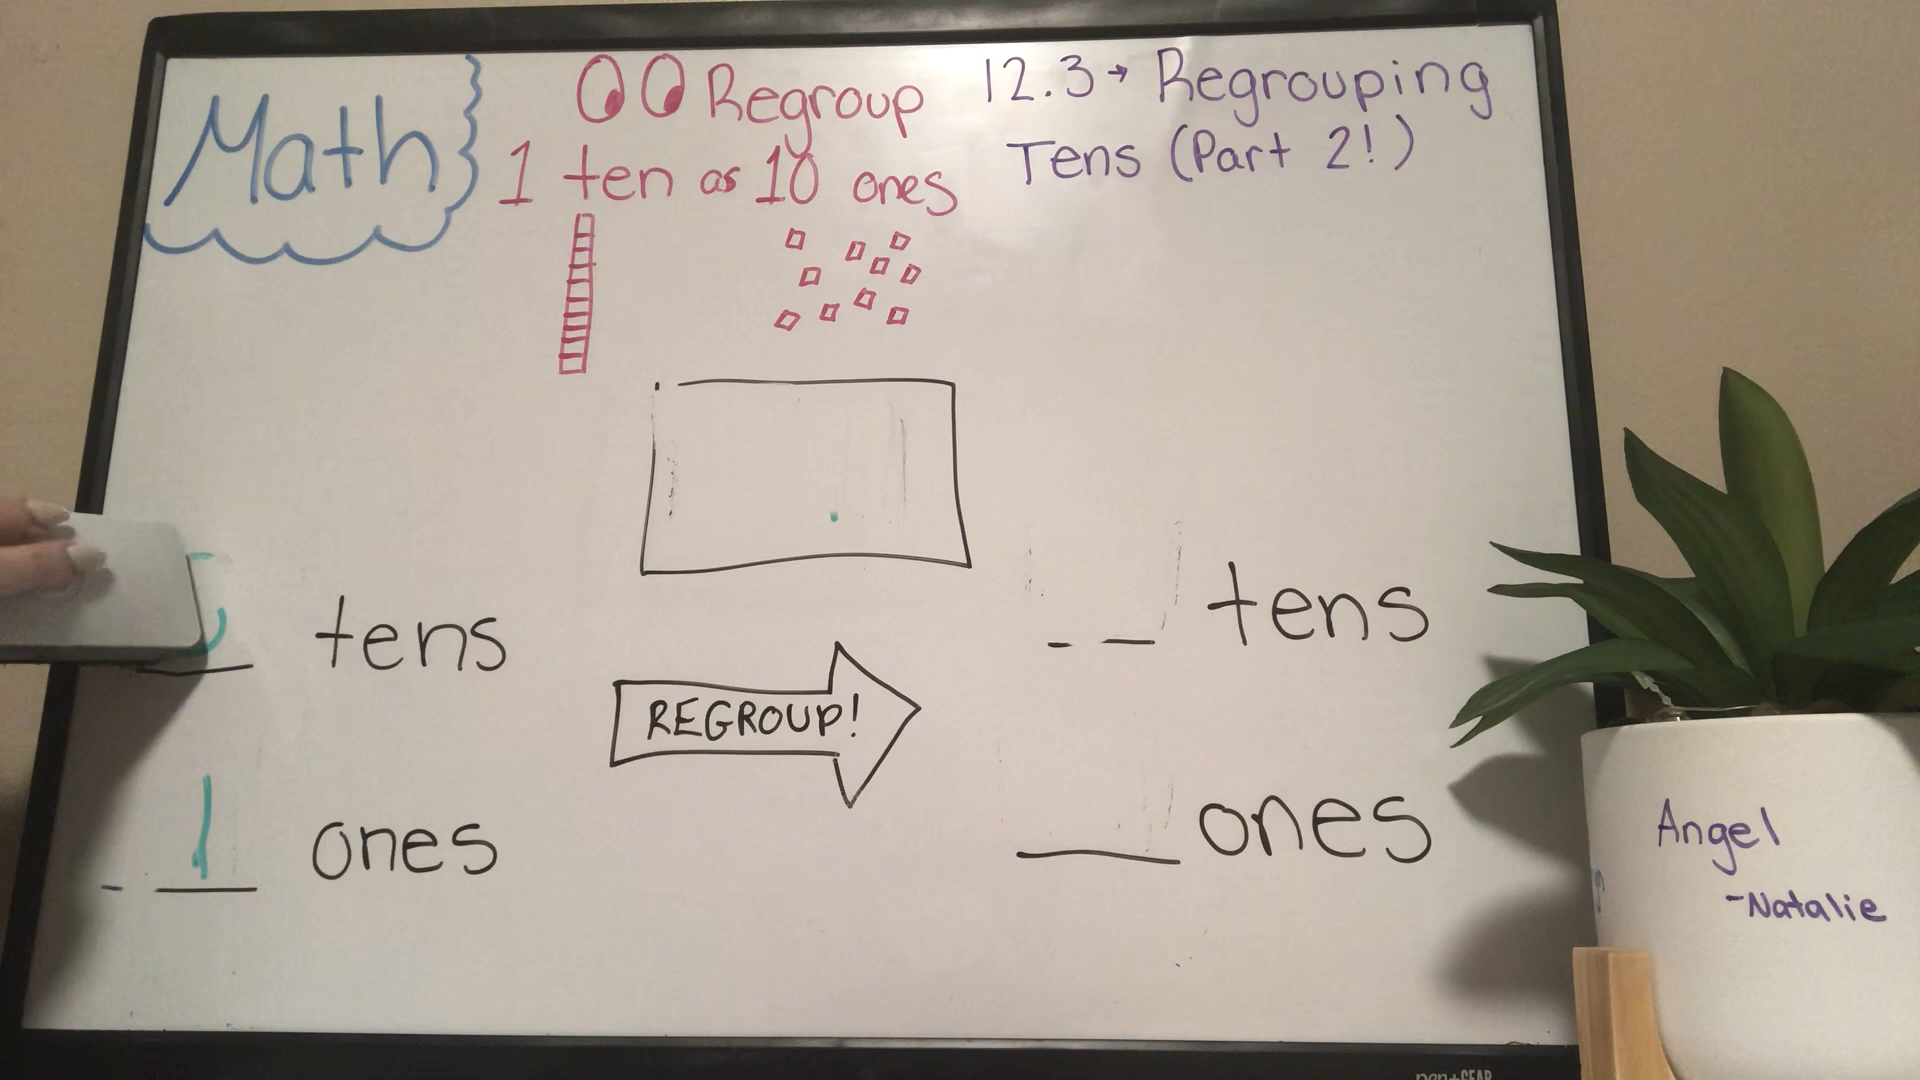 Math
Regroup
1 ten as 10 ones
12.3 → Regrouping
Tens (Part 2!)
tens
1 ones
REGROUP!
tens
ones
Angel
-Natalie